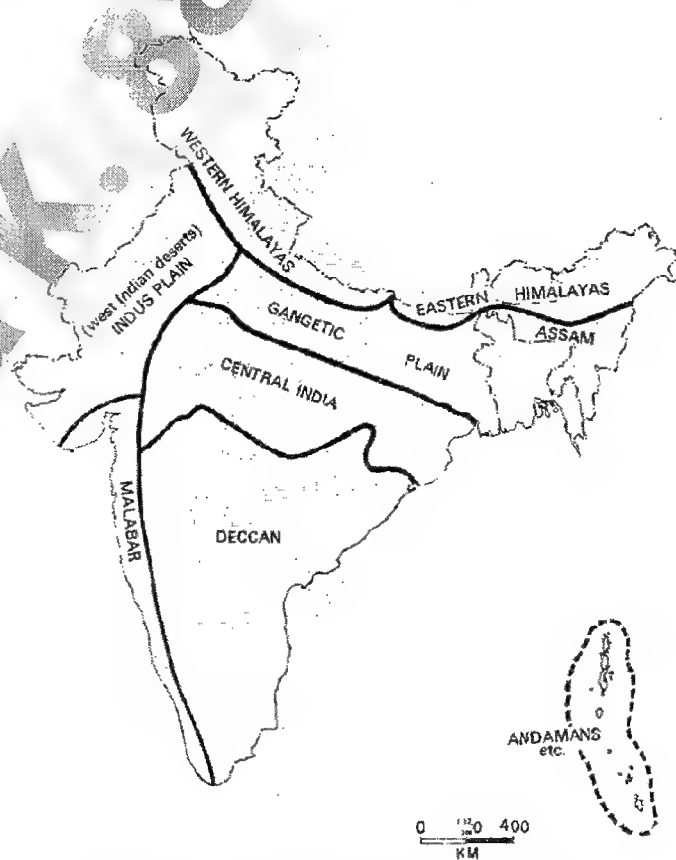 WESTERN HIMALAYAS
(west Indian deserts)
INDUS PLAIN
GANGETIC
PLAIN
EASTERN
HIMALAYAS
ASSAM
CENTRAL INDIA
MALABAR
DECCAN
ANDAMANS
etc.
0 400
KM